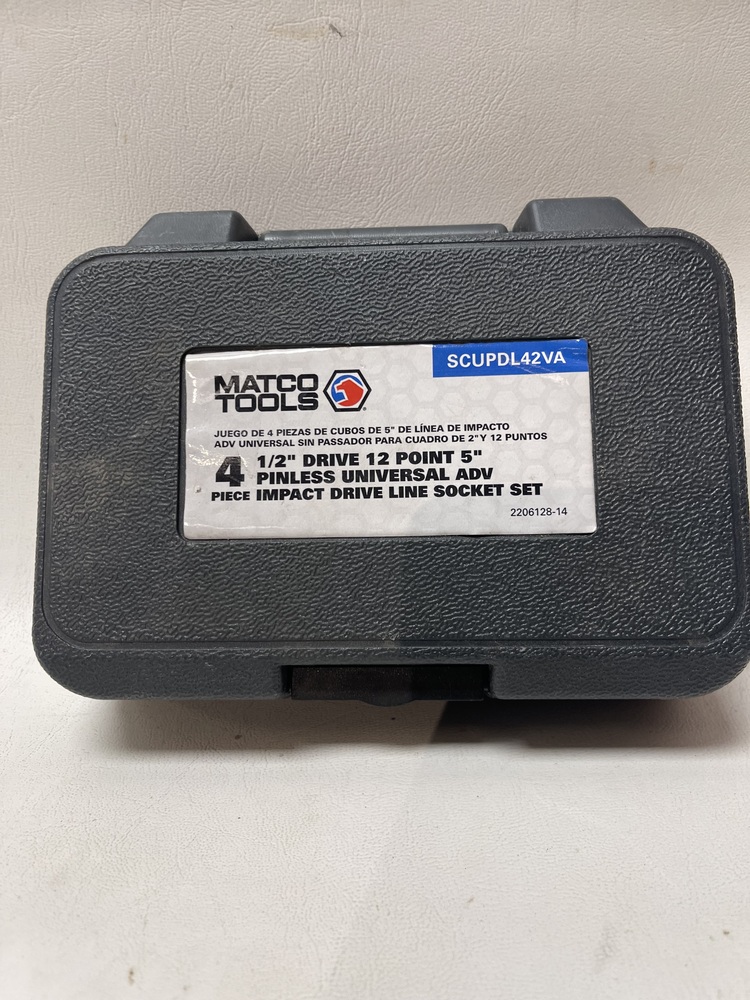 SCUPDL42VA
MATCO
TOOLS
JUEGO DE 4 PIEZAS DE CUBOS DE 5" DE LÍNEA DE IMPACTO
ADV UNIVERSAL SIN PASSADOR PARA CUADRO DE 2" Y 12 PUNTOS
4 1/2" DRIVE 12 POINT 5"
PINLESS UNIVERSAL ADV
PIECE IMPACT DRIVE LINE SOCKET SET
2206128-14